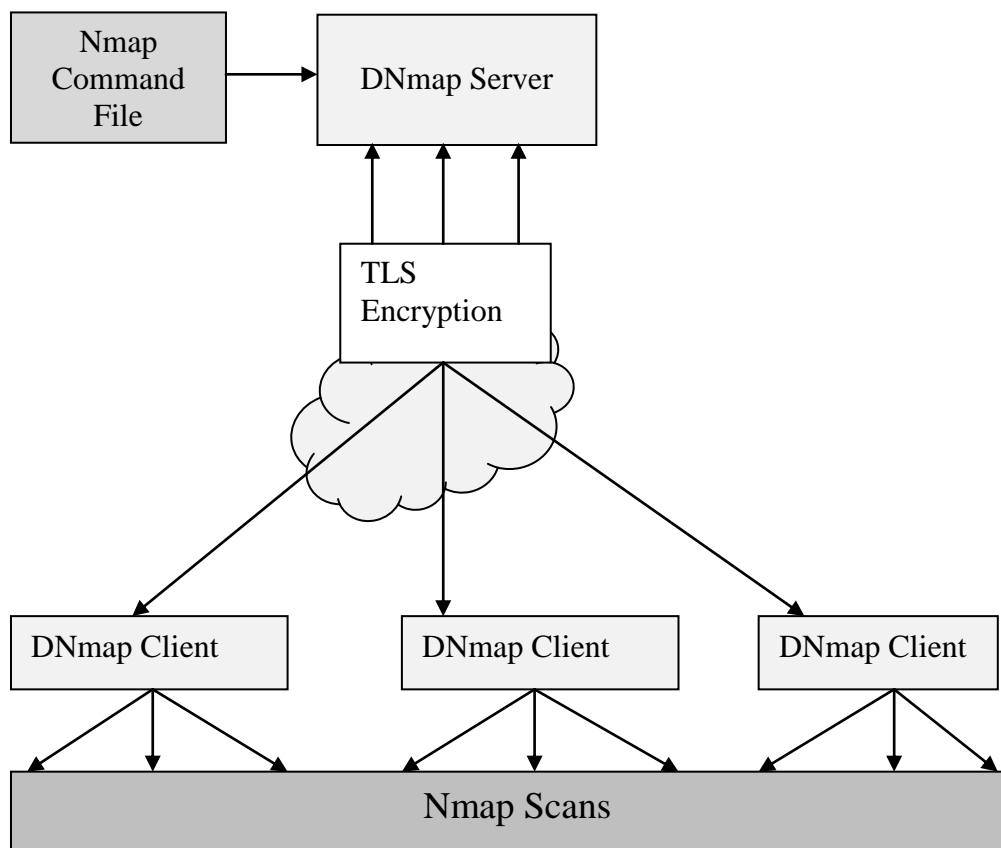 Nmap
Command
File
DNmap Server
TLS
Encryption
DNmap Client
DNmap Client
DNmap Client
Nmap Scans